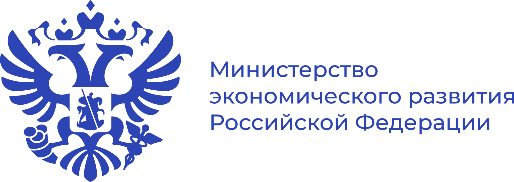 Министерство
экономического развития
Российской Федерации